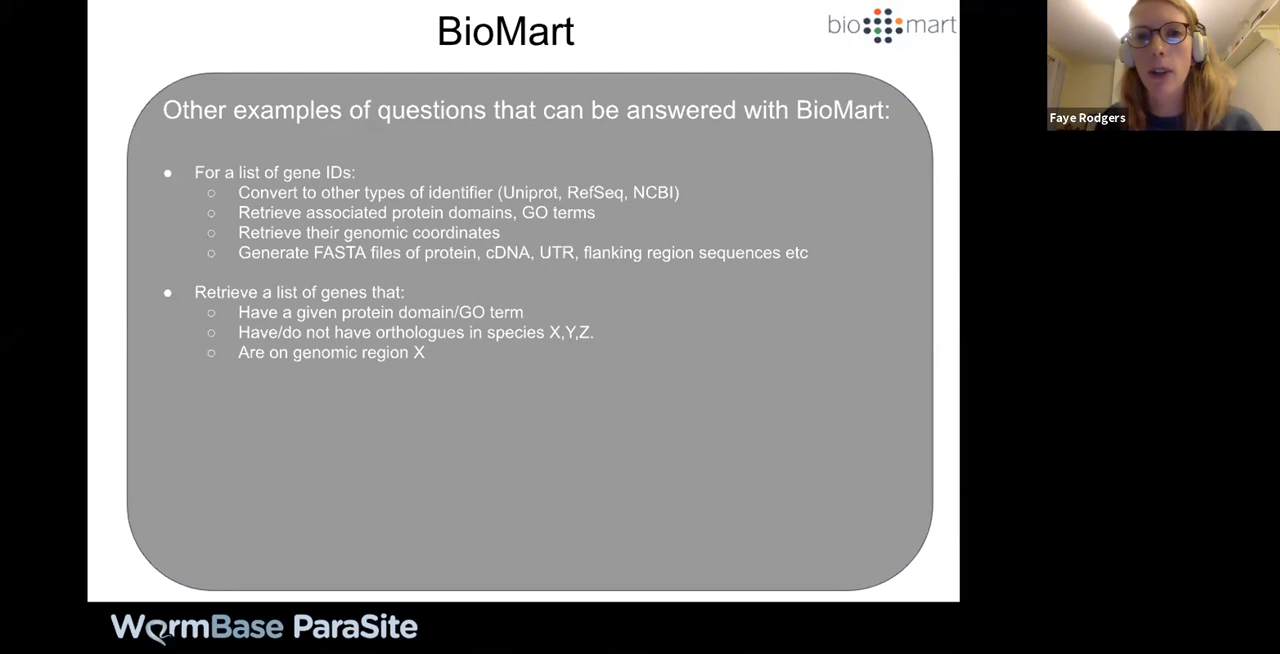 BioMart
bio mart
Faye Rodgers
Other examples of questions that can be answered with BioMart:
● For a list of gene IDs:
○ Convert to other types of identifier (Uniprot, RefSeq, NCBI)
○ Retrieve associated protein domains, GO terms
○ Retrieve their genomic coordinates
○ Generate FASTA files of protein, cDNA, UTR, flanking region sequences etc
● Retrieve a list of genes that:
○ Have a given protein domain/GO term
○ Have/do not have orthologues in species X,Y,Z.
○ Are on genomic region X
WormBase ParaSite